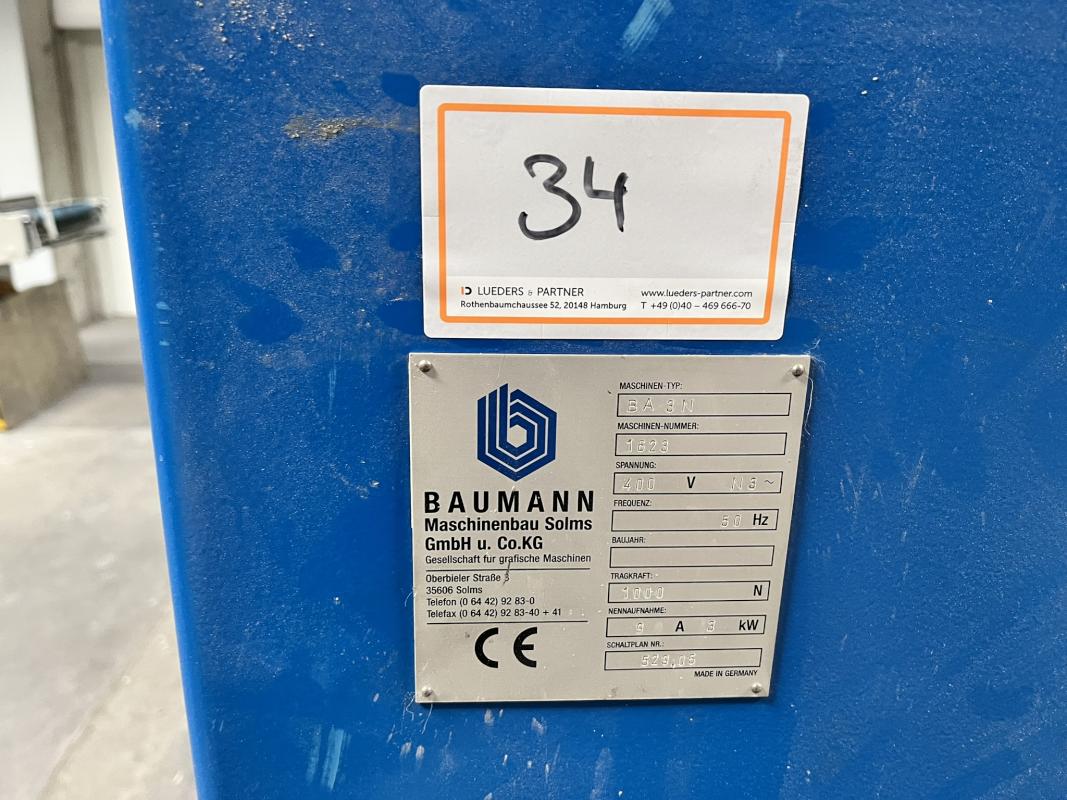 34
LUEDERS & PARTNER
Rothenbaumchaussee 52, 20148 Hamburg
www.lueders-partner.com
T +49 (0)40 – 469 666-70
BAUMANN
Maschinenbau Solms
GmbH u. Co.KG
Gesellschaft fur grafische Maschinen
Oberbieler Straße 3
35606 Solms
Telefon (0 64 42) 92 83-0
Telefax (0 64 42) 92 83-40 + 41
CE
MASCHINEN-TYP:
BA 3N
MASCHINEN-NUMMER:
1623
SPANNUNG:
400 V N3~
FREQUENZ:
50 Hz
BAUJAHR:
TRAGKRAFT:
1000 N
NENNAUFNAHME:
9 A 3 kW
SCHALTPLAN NR.:
529,05
MADE IN GERMANY